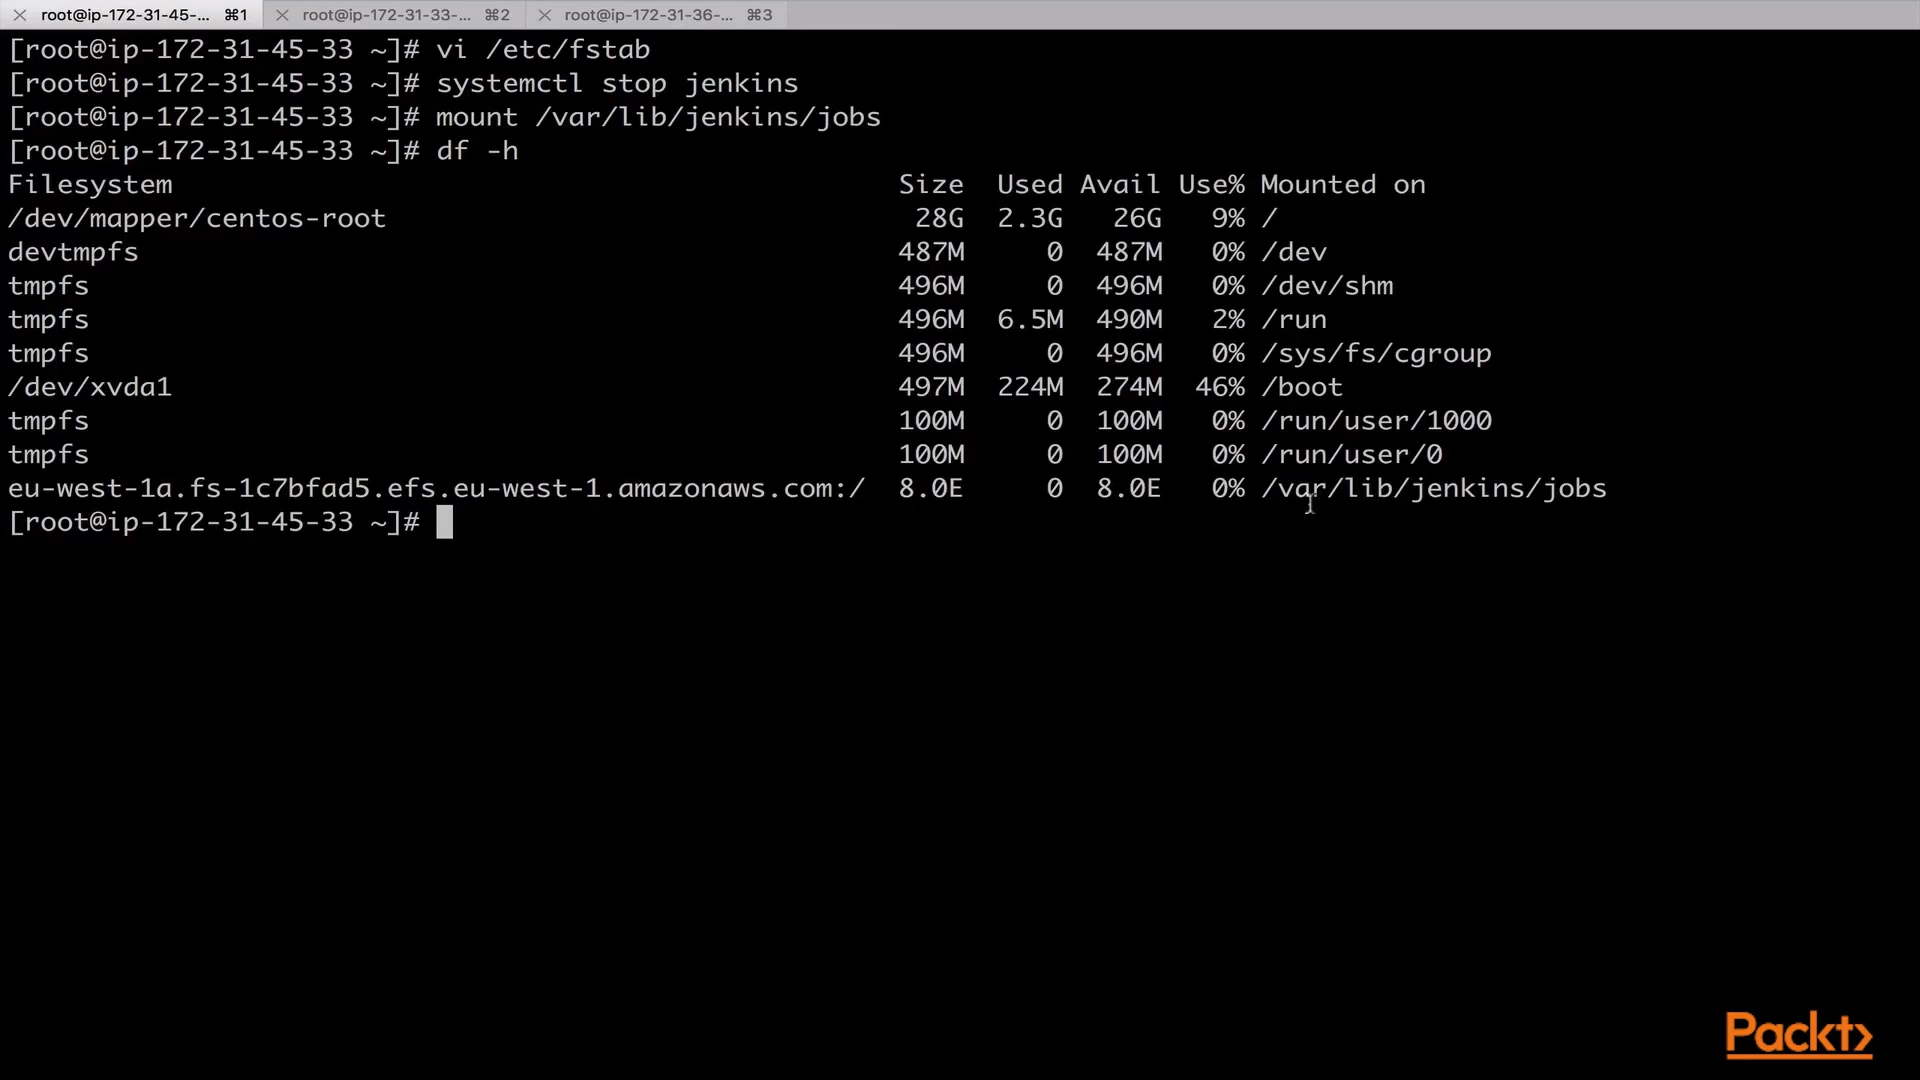 root@ip-172-31-45-... ⌘1 root@ip-172-31-33-... ⌘2 root@ip-172-31-36-... ⌘3
[root@ip-172-31-45-33 ~]# vi /etc/fstab
[root@ip-172-31-45-33 ~]# systemctl stop jenkins
[root@ip-172-31-45-33 ~]# mount /var/lib/jenkins/jobs
[root@ip-172-31-45-33 ~]# df -h
Filesystem Size Used Avail Use% Mounted on
/dev/mapper/centos-root 28G 2.3G 26G 9% /
devtmpfs 487M 0 487M 0% /dev
tmpfs 496M 0 496M 0% /dev/shm
tmpfs 496M 6.5M 490M 2% /run
tmpfs 496M 0 496M 0% /sys/fs/cgroup
/dev/xvda1 497M 224M 274M 46% /boot
tmpfs 100M 0 100M 0% /run/user/1000
tmpfs 100M 0 100M 0% /run/user/0
eu-west-1a.fs-1c7bfad5.efs.eu-west-1.amazonaws.com:/ 8.0E 0 8.0E 0% /var/lib/jenkins/jobs
[root@ip-172-31-45-33 ~]#
Packt>